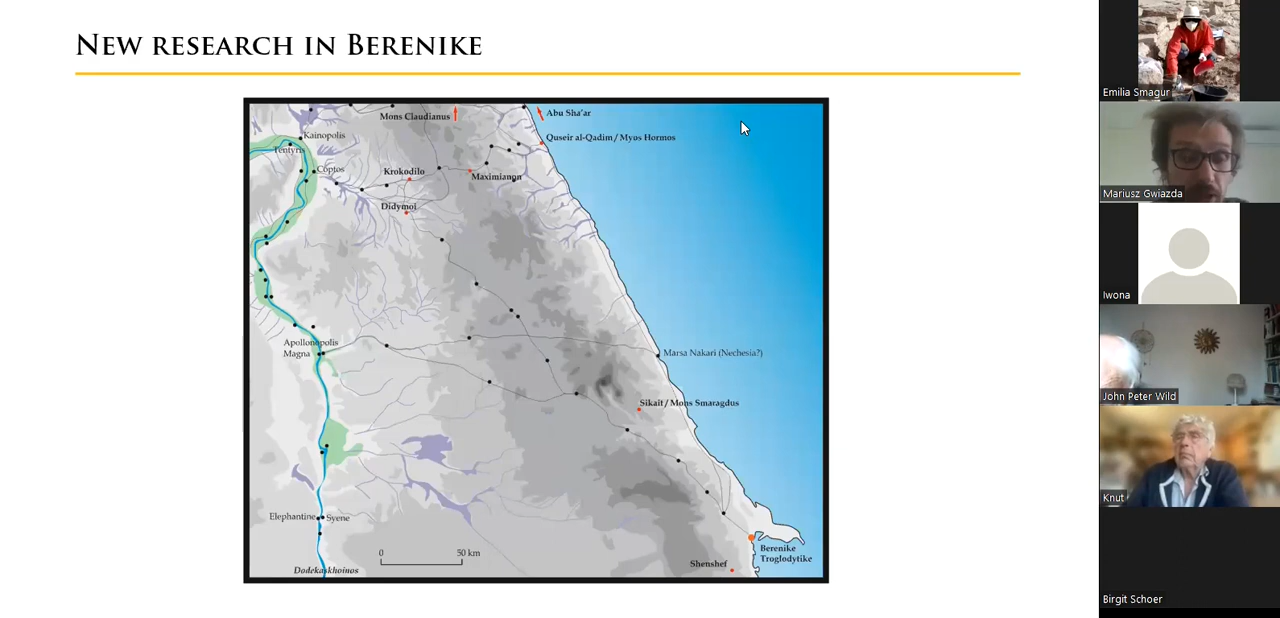 New research in Berenike
Mons Claudianus
Abu Sha'ar
Kainopolis
Quseir al-Qadim / Myos Hormos
Tentyris
Coptos
Krokodilo
Maximianon
Didymoi
Apollonopolis
Magna
Marsa Nakari (Nechesia?)
Sikait / Mons Smaragdus
Elephantine
Syene
0
50 km
Berenike
Troglodytike
Shenshef
Dodekaskhoinos
Emilia Smagur
Mariusz Gwiazda
Iwona
John Peter Wild
Knut
Birgit Schoer